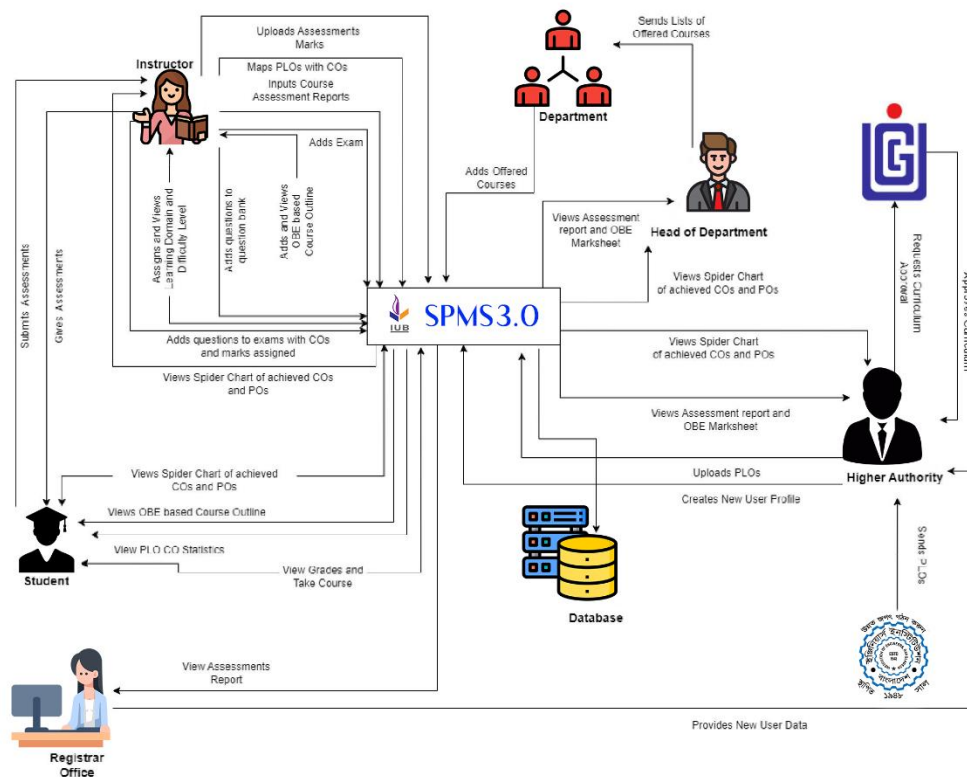 Uploads Assessments
Marks
Sends Lists of
Offered Courses
Instructor
Maps PLOs with COs
Inputs Course
Assessment Reports
Department
Adds Exam
UGC
Adds Offered
Courses
Submits Assessments
Gives Assessments
Assigns and Views
Learning Domain and
Difficulty Level
Adds questions to
question bank
Adds and Views
OBE based
Course Outline
Views Assessment
report and OBE
Marksheet
Head of Department
Requests Curriculum
Approval
Views Spider Chart
of achieved COs and POs
IUB
SPMS3.0
Adds questions to exams with COs
and marks assigned
Views Spider Chart of achieved COs
and POs
Views Spider Chart
of achieved COs and POs
Views Assessment report and
OBE Marksheet
Uploads PLOs
Higher Authority
Creates New User Profile
Views Spider Chart of achieved
COs and POs
Views OBE based Course Outline
View PLO CO Statistics
Student
View Grades and
Take Course
Database
Sends PLOs
১৯৪৮
View Assessments
Report
Provides New User Data
Registrar
Office